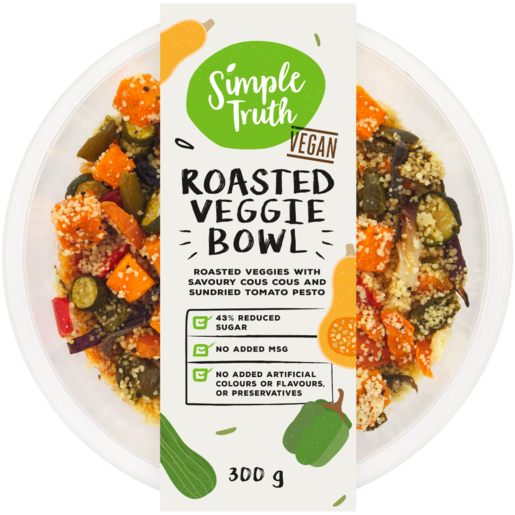 Simple
Truth
VEGAN
ROASTED
VEGGIE
BOWL
ROASTED VEGGIES WITH
SAVOURY COUS COUS AND
SUNDRIED TOMATO PESTO
43% REDUCED
SUGAR
NO ADDED MSG
NO ADDED ARTIFICIAL
COLOURS OR FLAVOURS,
OR PRESERVATIVES
300 g